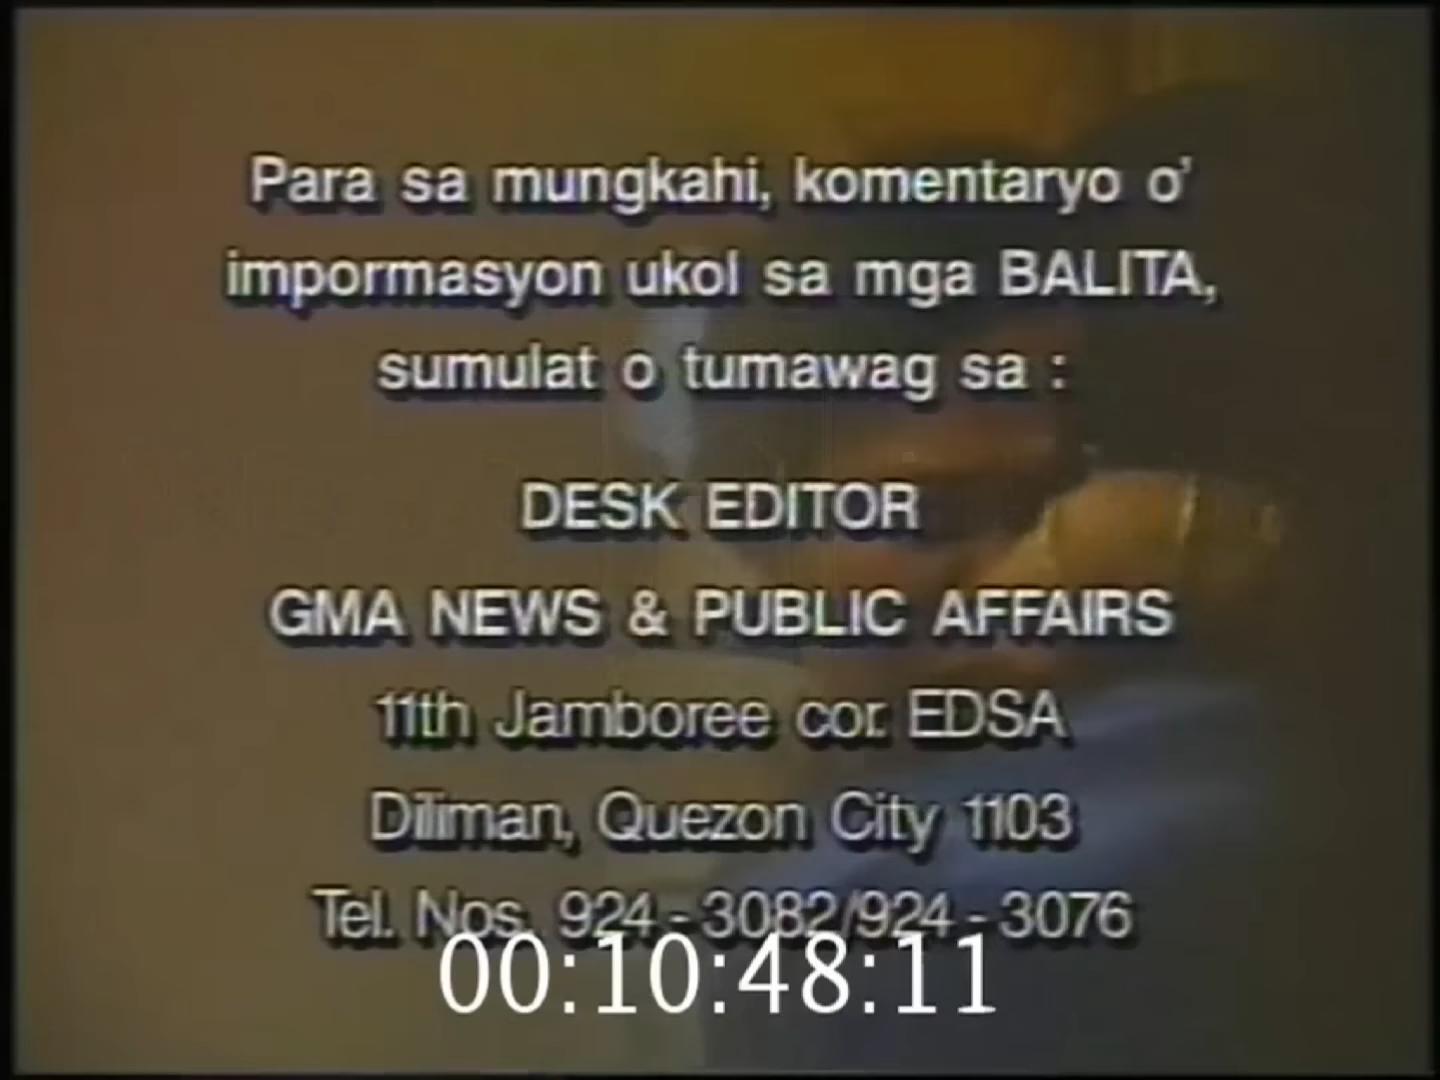 Para sa mungkahi, komentaryo o'
impormasyon ukol sa mga BALITA,
sumulat o tumawag sa :
DESK EDITOR
GMA NEWS & PUBLIC AFFAIRS
11th Jamboree cor. EDSA
Diliman, Quezon City 1103
Tel. Nos. 924-3082/924-3076
00:10:48:11